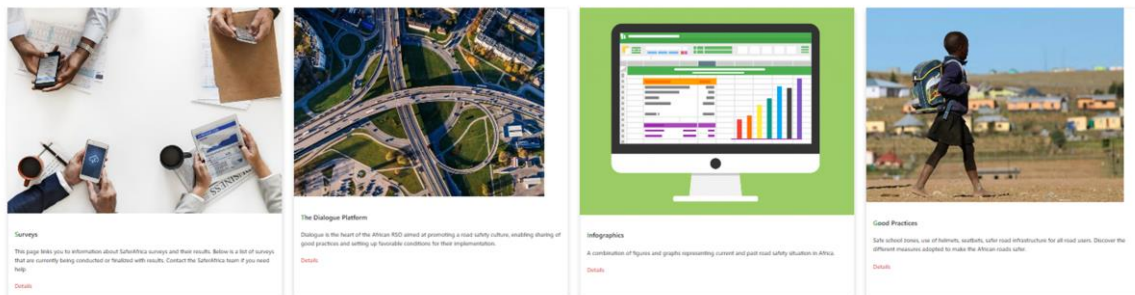 Surveys
This page links you to information about SaferAfrica surveys and their results. Below is a list of surveys
that are currently being conducted or finalized with results. Contact the SaferAfrica team if you need
help
Details
The Dialogue Platform
Dialogue is the heart of the African RSO aimed at promoting a road safety culture, enabling sharing of
good practices and setting up favorable conditions for their implementation.
Details
Infographics
A combination of figures and graphs representing current and past road safety situation in Africa.
Details
Good Practices
Safe school zones, use of helmets, seatbelts, safer road infrastructure for all road users. Discover the
different measures adopted to make the African roads safer.
Details